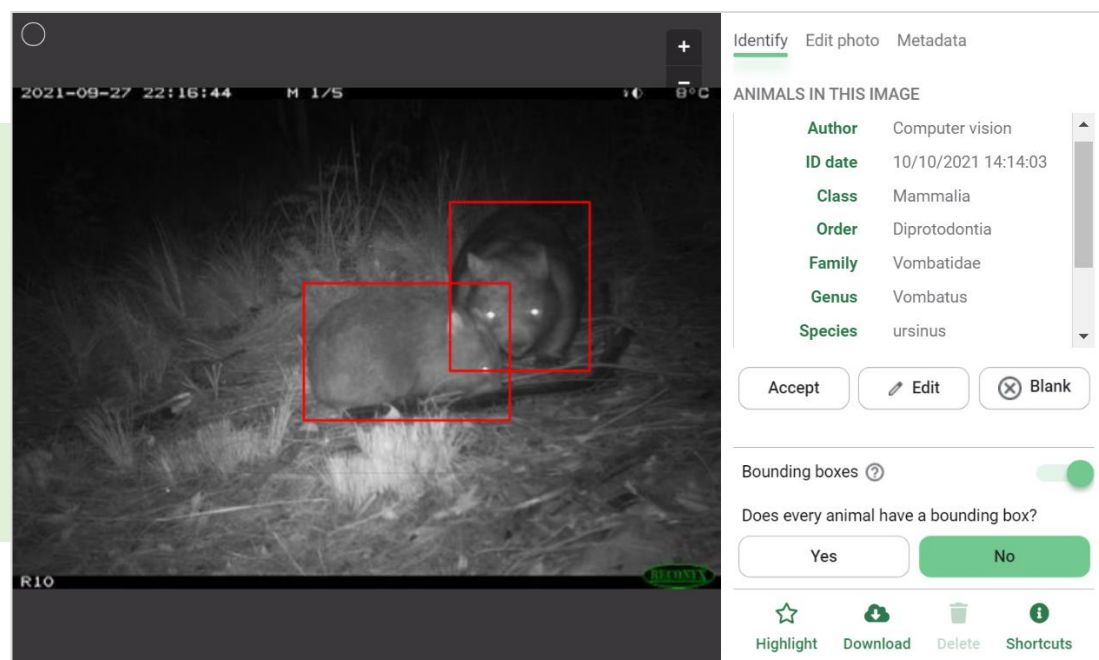 2021-09-27 22:16:44 M 1/5 8°C
R10
RECONYX
Identify Edit photo Metadata
ANIMALS IN THIS IMAGE
Author Computer vision
ID date 10/10/2021 14:14:03
Class Mammalia
Order Diprotodontia
Family Vombatidae
Genus Vombatus
Species ursinus
Accept Edit Blank
Bounding boxes ?
Does every animal have a bounding box?
Yes No
Highlight Download Delete Shortcuts